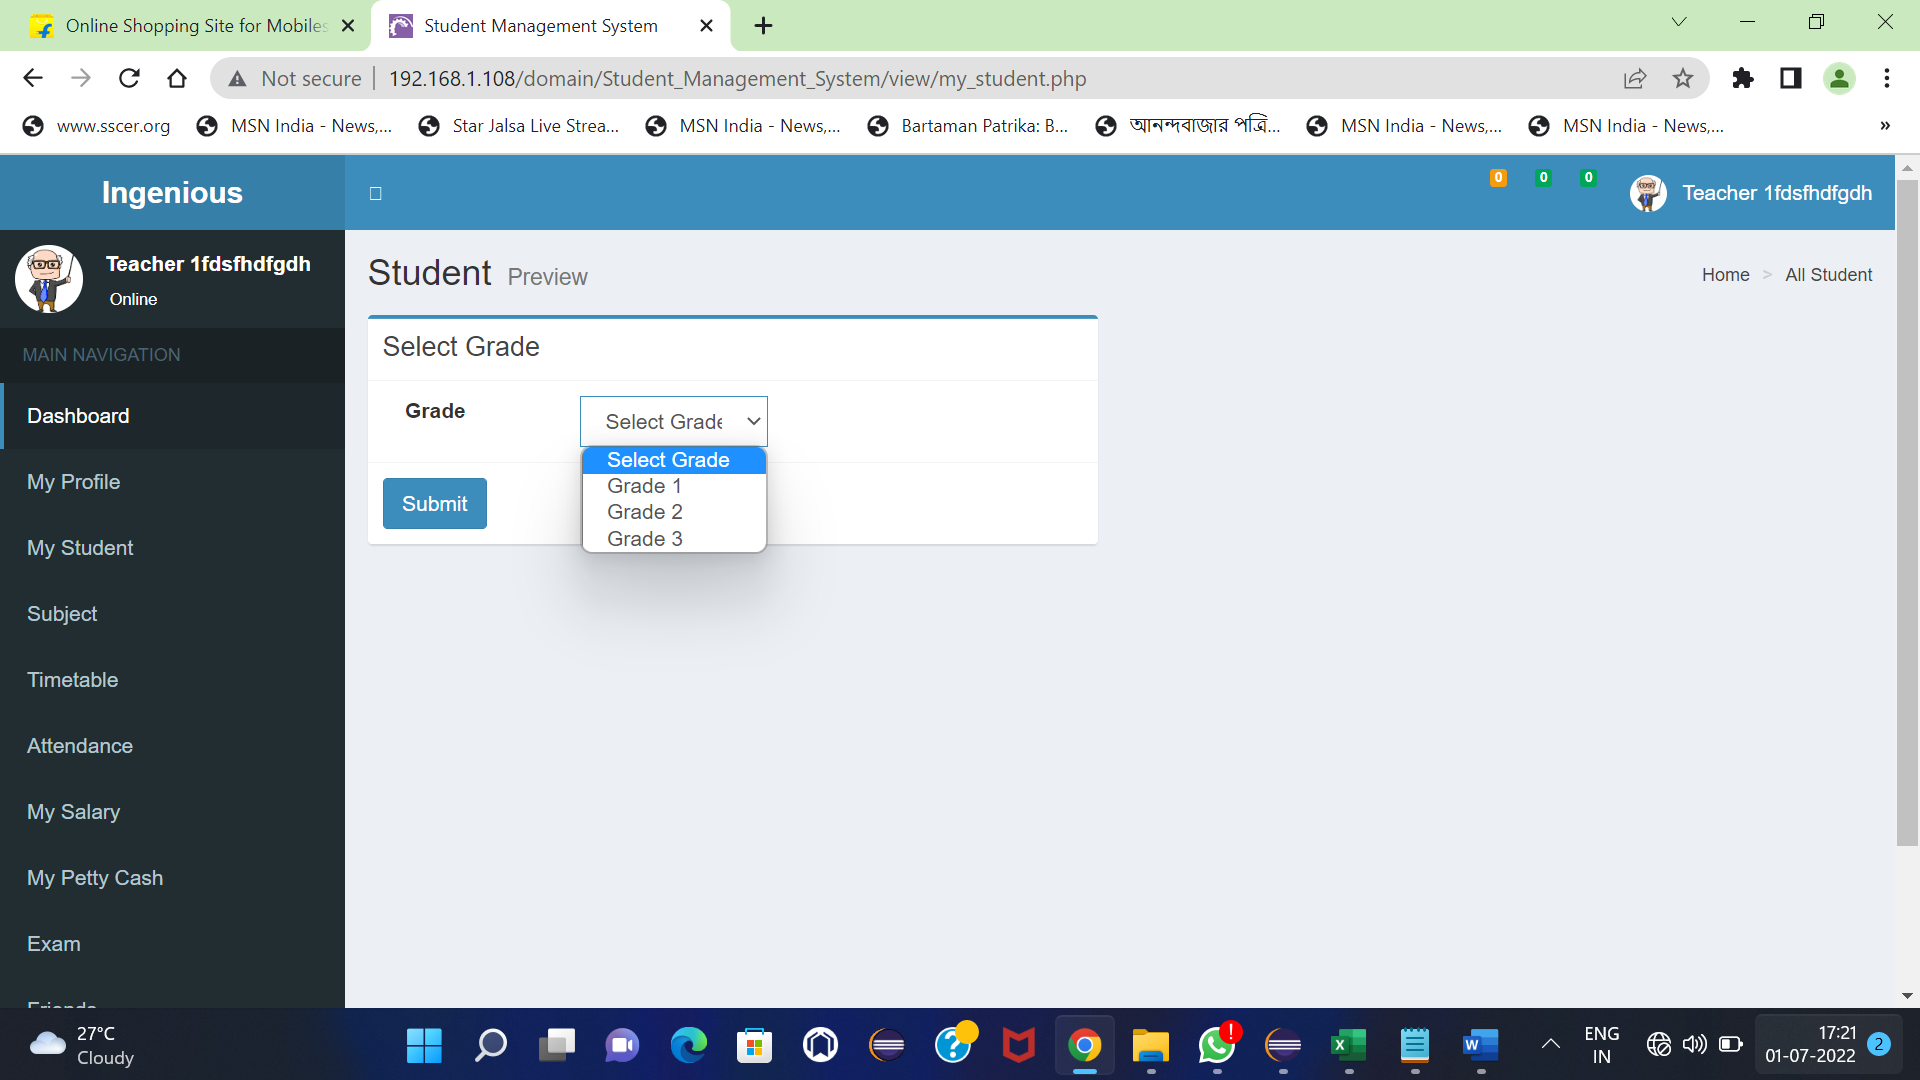 Online Shopping Site for Mobiles
Student Management System
Not secure 192.168.1.108/domain/Student_Management_System/view/my_student.php
www.sscer.org MSN India - News,... Star Jalsa Live Strea... MSN India - News,... Bartaman Patrika: B... আনন্দবাজার পত্রি... MSN India - News,... MSN India - News,... »
Ingenious
0 0 0 Teacher 1fdsfhdfgdh
Teacher 1fdsfhdfgdh
Online
MAIN NAVIGATION
Dashboard
My Profile
My Student
Subject
Timetable
Attendance
My Salary
My Petty Cash
Exam
Friends
Student Preview
Home > All Student
Select Grade
Grade
Select Grade
Select Grade
Grade 1
Grade 2
Grade 3
Submit
27°C
Cloudy
ENG
IN
17:21
01-07-2022
2